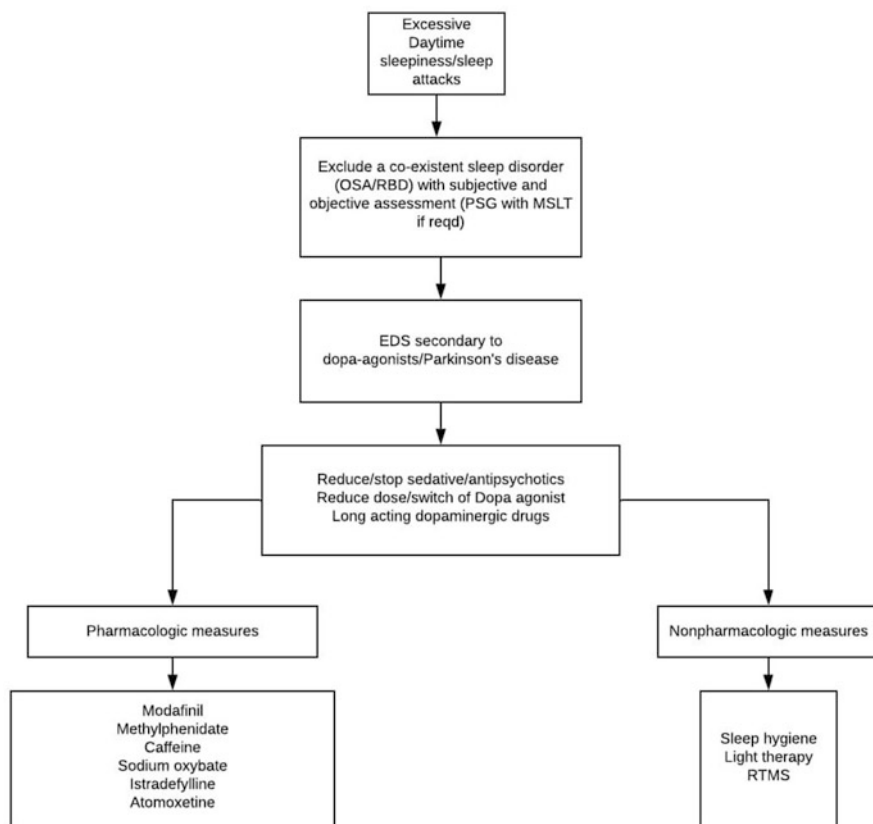 Excessive
Daytime
sleepiness/sleep
attacks
Exclude a co-existent sleep disorder
(OSA/RBD) with subjective and
objective assessment (PSG with MSLT
if reqd)
EDS secondary to
dopa-agonists/Parkinson's disease
Reduce/stop sedative/antipsychotics
Reduce dose/switch of Dopa agonist
Long acting dopaminergic drugs
Pharmacologic measures
Nonpharmacologic measures
Modafinil
Methylphenidate
Caffeine
Sodium oxybate
Istradefylline
Atomoxetine
Sleep hygiene
Light therapy
RTMS